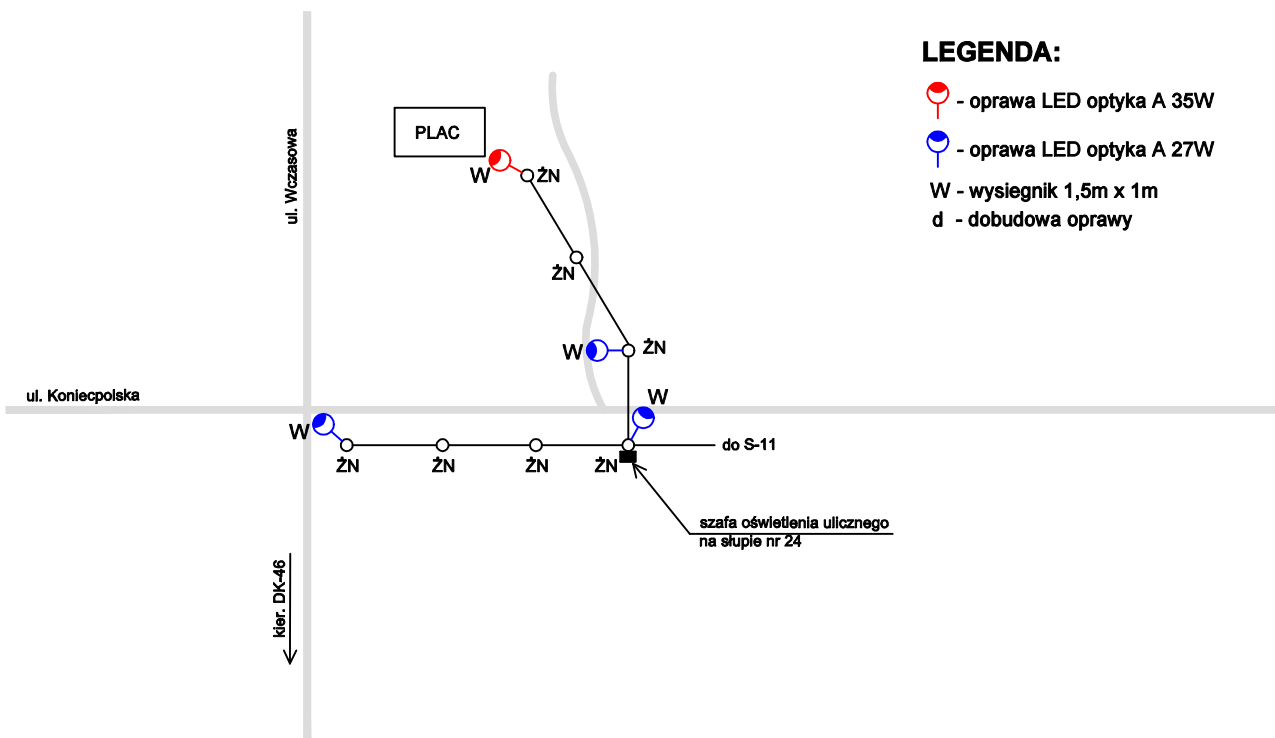 LEGENDA:
- oprawa LED optyka A 35W
- oprawa LED optyka A 27W
W - wysiegnik 1,5m x 1m
d - dobudowa oprawy
ul. Wczasowa
PLAC
W
ŻN
ŻN
W
ŻN
ul. Koniecpolska
W
W
do S-11
ŻN
ŻN
ŻN
ŻN
szafa oświetlenia ulicznego
na słupie nr 24
kier. DK-46